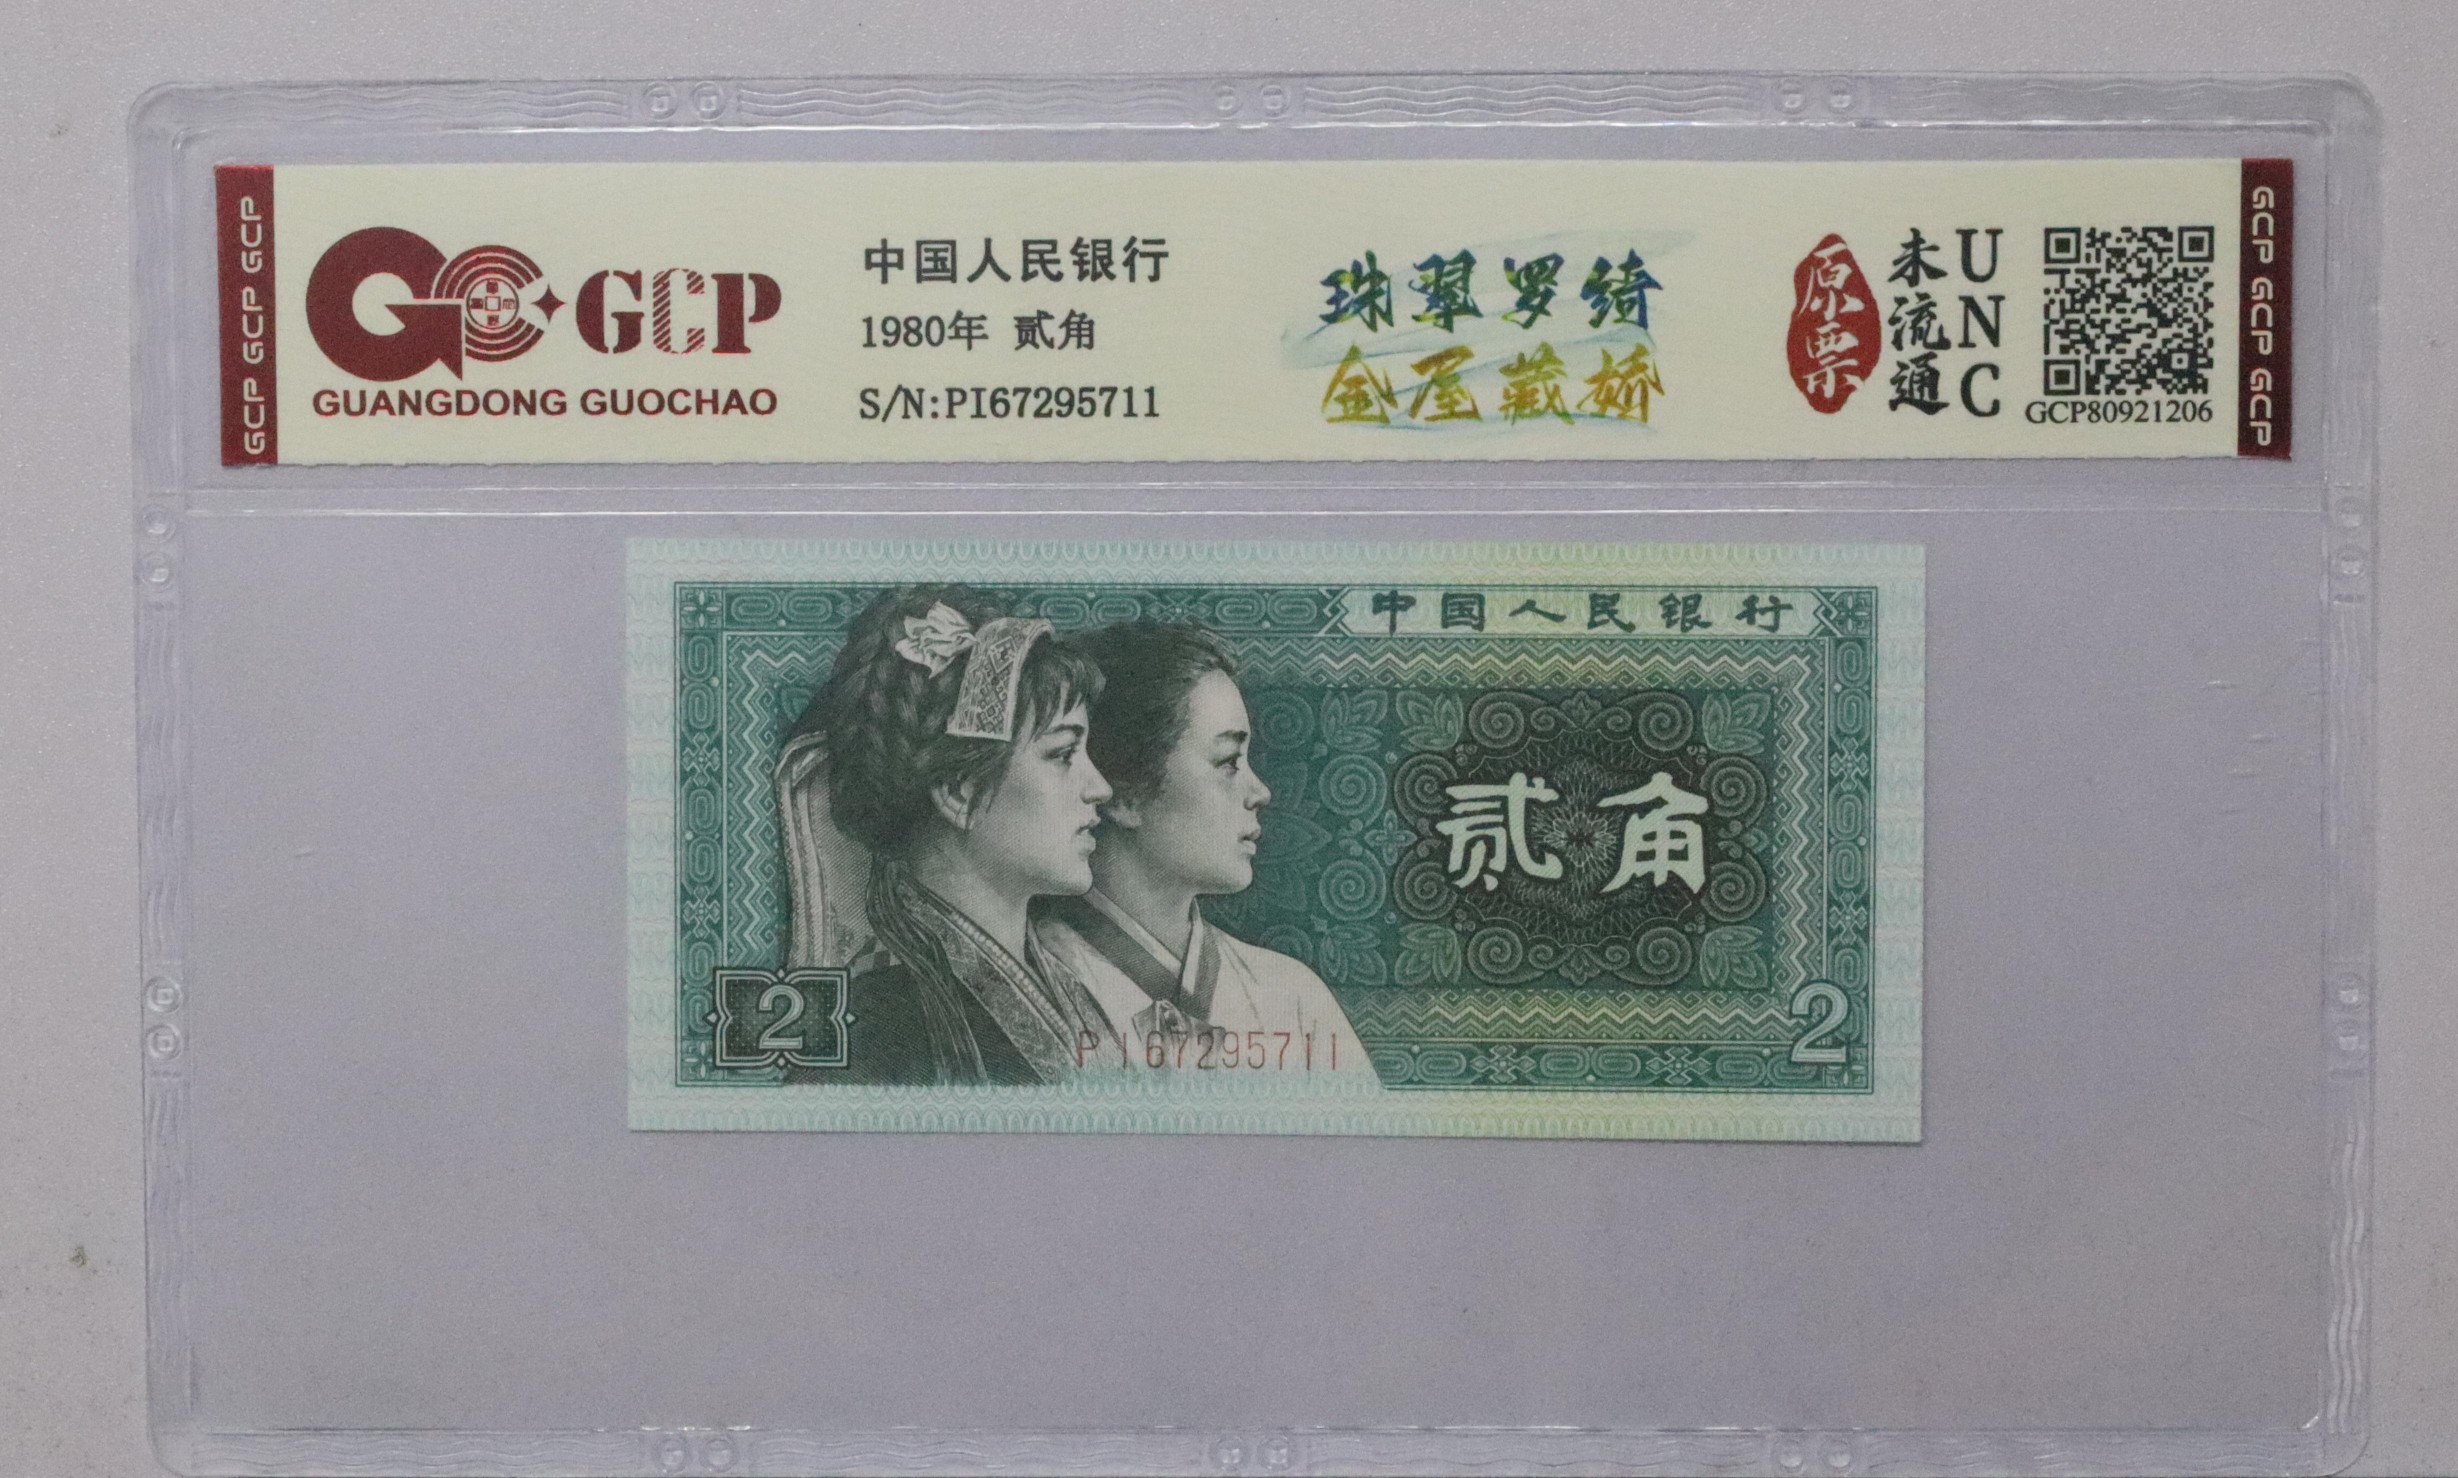 GCP GCP GCP
GCP
GUANGDONG GUOCHAO
中国人民银行
1980年 贰角
S/N:PI67295711
珠翠罗绮
金屋藏娇
原票
未流通
UNC
GCP80921206
GCP GCP GCP
中国人民银行
贰角
2
PI67295711
2